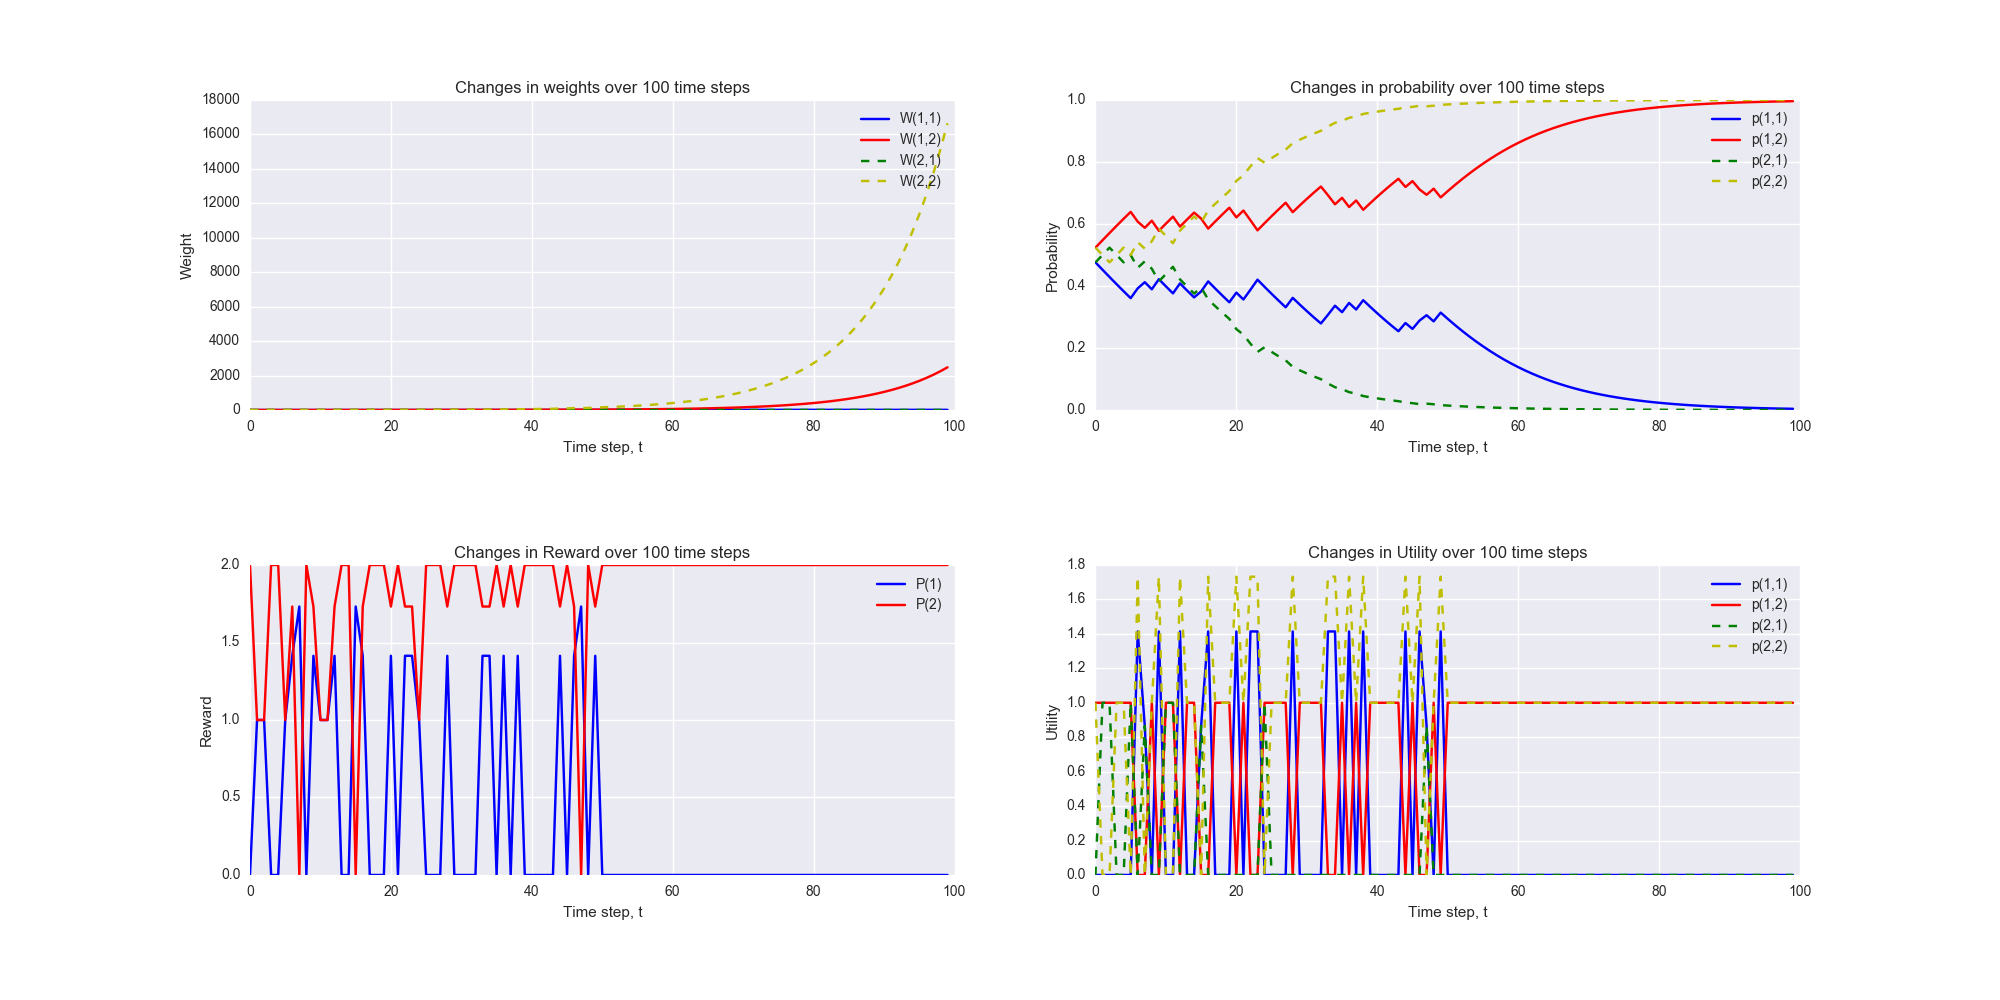 Changes in weights over 100 time steps
18000
16000
14000
12000
10000
8000
6000
4000
2000
0
Weight
W(1,1)
W(1,2)
W(2,1)
W(2,2)
0 20 40 60 80 100
Time step, t
Changes in probability over 100 time steps
1.0
0.8
0.6
0.4
0.2
0.0
Probability
p(1,1)
p(1,2)
p(2,1)
p(2,2)
0 20 40 60 80 100
Time step, t
Changes in Reward over 100 time steps
2.0
1.5
1.0
0.5
0.0
Reward
P(1)
P(2)
0 20 40 60 80 100
Time step, t
Changes in Utility over 100 time steps
1.8
1.6
1.4
1.2
1.0
0.8
0.6
0.4
0.2
0.0
Utility
p(1,1)
p(1,2)
p(2,1)
p(2,2)
0 20 40 60 80 100
Time step, t